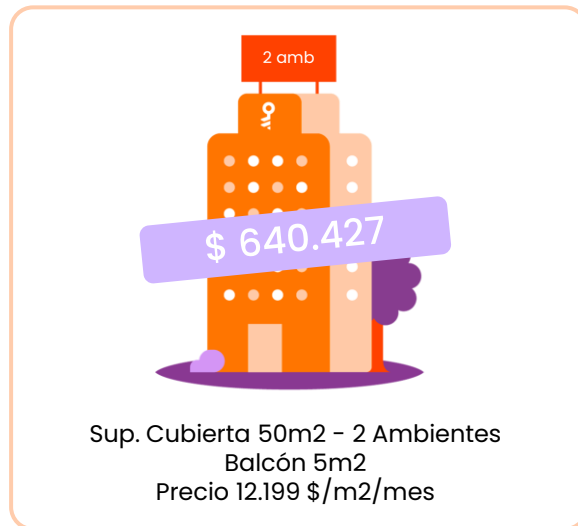 2 amb
$ 640.427
Sup. Cubierta 50m2 - 2 Ambientes
Balcón 5m2
Precio 12.199 $/m2/mes